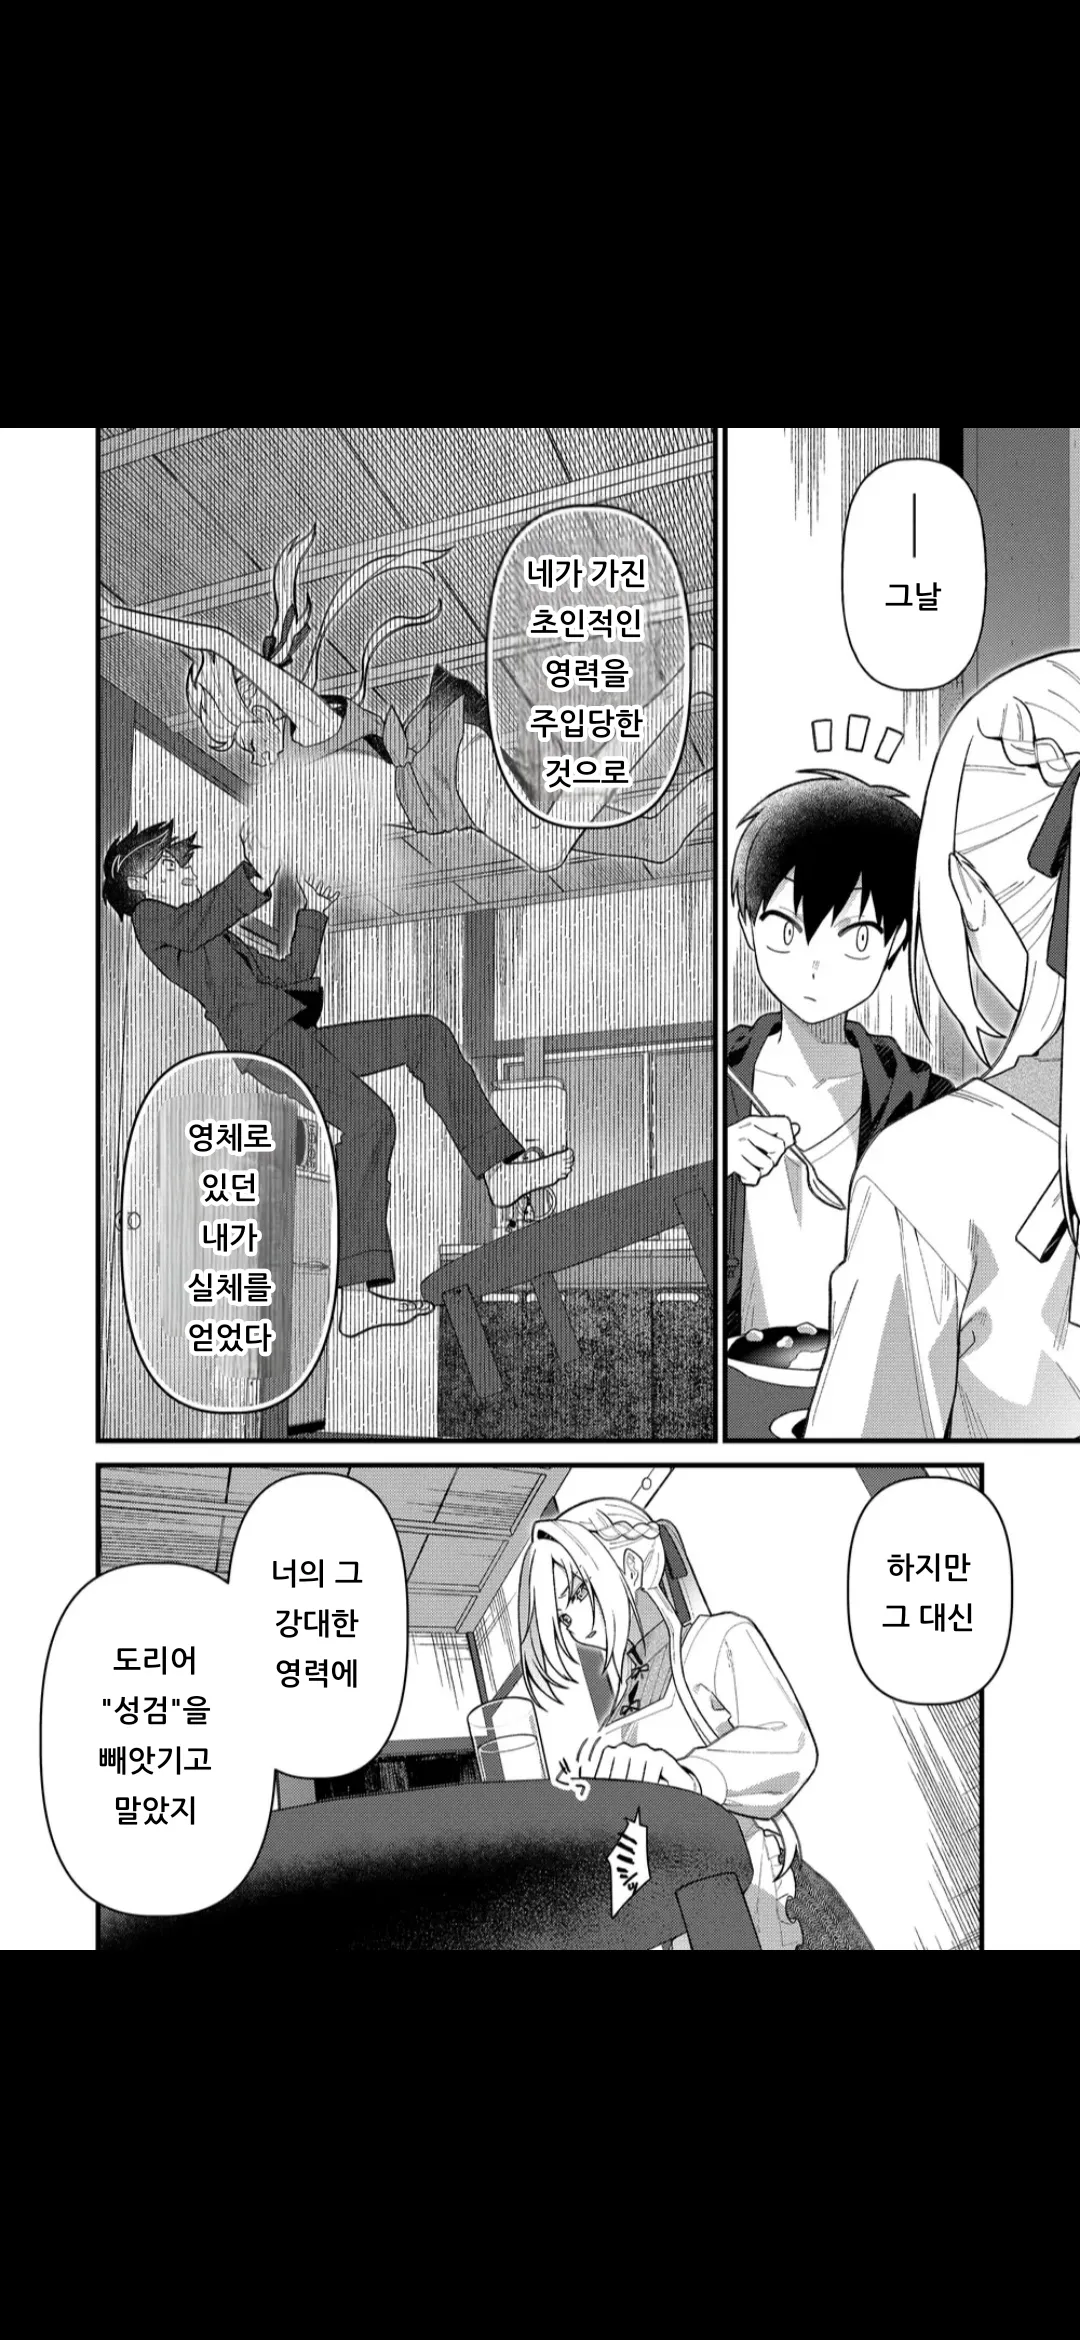 그날
네가 가진
초인적인
영력을
주입당한
것으로
영체로
있던
내가
실체를
얻었다
하지만
그 대신
너의 그
강대한
영력에
도리어
"성검"을
빼앗기고
말았지